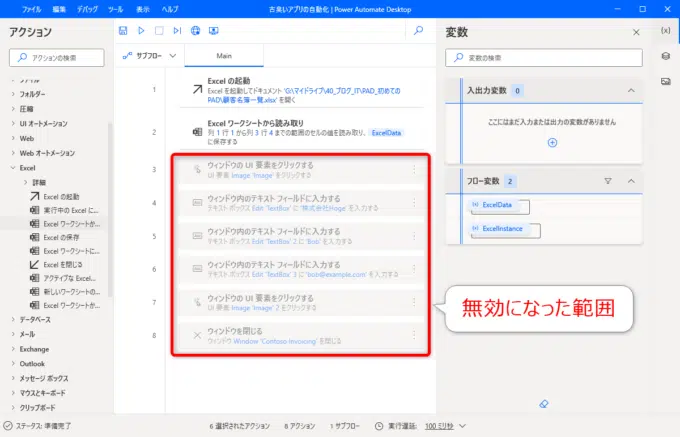 ファイル 編集 デバッグ ツール 表示 ヘルプ
古臭いアプリの自動化 | Power Automate Desktop
アクション
アクションの検索
ファイル
フォルダー
圧縮
UI オートメーション
Web
Web オートメーション
Excel
詳細
Excel の起動
実行中の Excel に...
Excel ワークシートか...
Excel の保存
Excel ワークシートに...
Excel を閉じる
アクティブな Excel...
新しいワークシートの...
Excel ワークシートか...
データベース
メール
Exchange
Outlook
メッセージ ボックス
マウスとキーボード
クリップボード
サブフロー
Main
1
Excel の起動
Excel を起動してドキュメント 'G:\マイドライブ\40_ブログ_IT\PAD_初めての
PAD\顧客名簿一覧.xlsx' を開く
2
Excel ワークシートから読み取り
列 1 行 1 から列 3 行 4 までの範囲のセルの値を読み取り、 ExcelData
に保存する
3
ウィンドウの UI 要素をクリックする
UI 要素 Image 'Image' をクリックする
4
ウィンドウ内のテキスト フィールドに入力する
テキスト ボックス Edit 'TextBox' に '株式会社Hoge' を入力する
5
ウィンドウ内のテキスト フィールドに入力する
テキスト ボックス Edit 'TextBox' 2 に 'Bob' を入力する
6
ウィンドウ内のテキスト フィールドに入力する
テキスト ボックス Edit 'TextBox' 3 に 'bob@example.com' を入力する
7
ウィンドウの UI 要素をクリックする
UI 要素 Image 'Image' 2 をクリックする
8
ウィンドウを閉じる
ウィンドウ Window 'Contoso Invoicing' を閉じる
無効になった範囲
変数
{x}
変数の検索
入出力変数 0
ここにはまだ入力または出力の変数がありません
フロー変数 2
(x) ExcelData
(x) ExcelInstance
ステータス: 準備完了
6 選択されたアクション
8 アクション
1 サブフロー
実行遅延: 100 ミリ秒